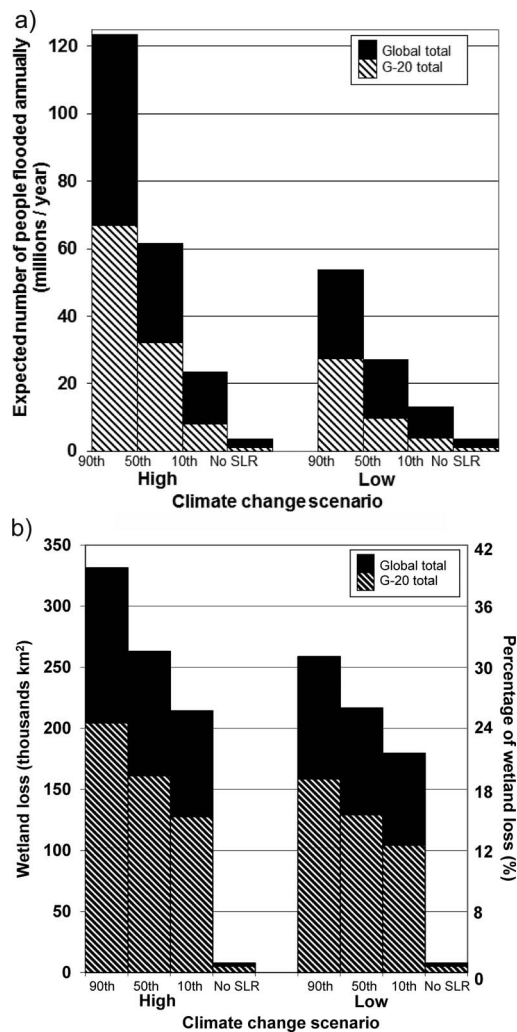 a)
120
100
80
60
40
20
0
Expected number of people flooded annually
(millions / year)
Global total
G-20 total
90th 50th 10th No SLR 90th 50th 10th No SLR
High Low
Climate change scenario
b)
350
300
250
200
150
100
50
0
Wetland loss (thousands km²)
Global total
G-20 total
42
36
30
24
18
12
8
0
Percentage of wetland loss (%)
90th 50th 10th No SLR 90th 50th 10th No SLR
High Low
Climate change scenario